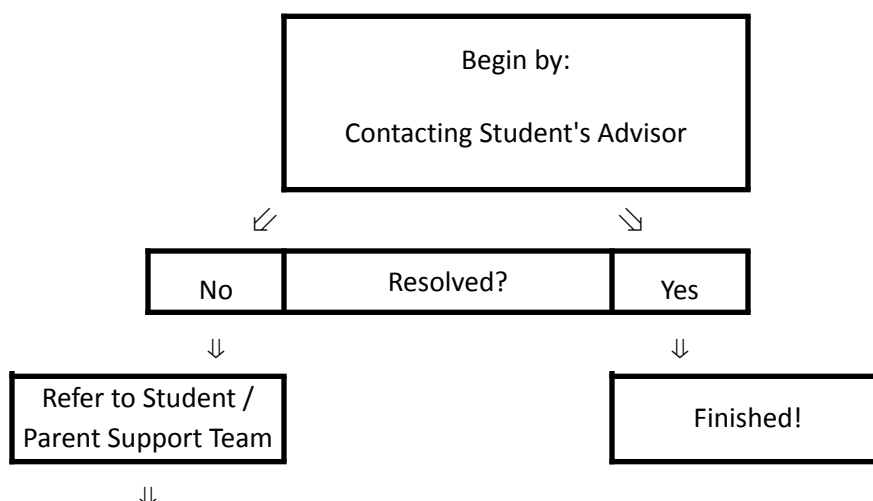 Begin by:
Contacting Student's Advisor
No
Resolved?
Yes
Refer to Student /
Parent Support Team
Finished!